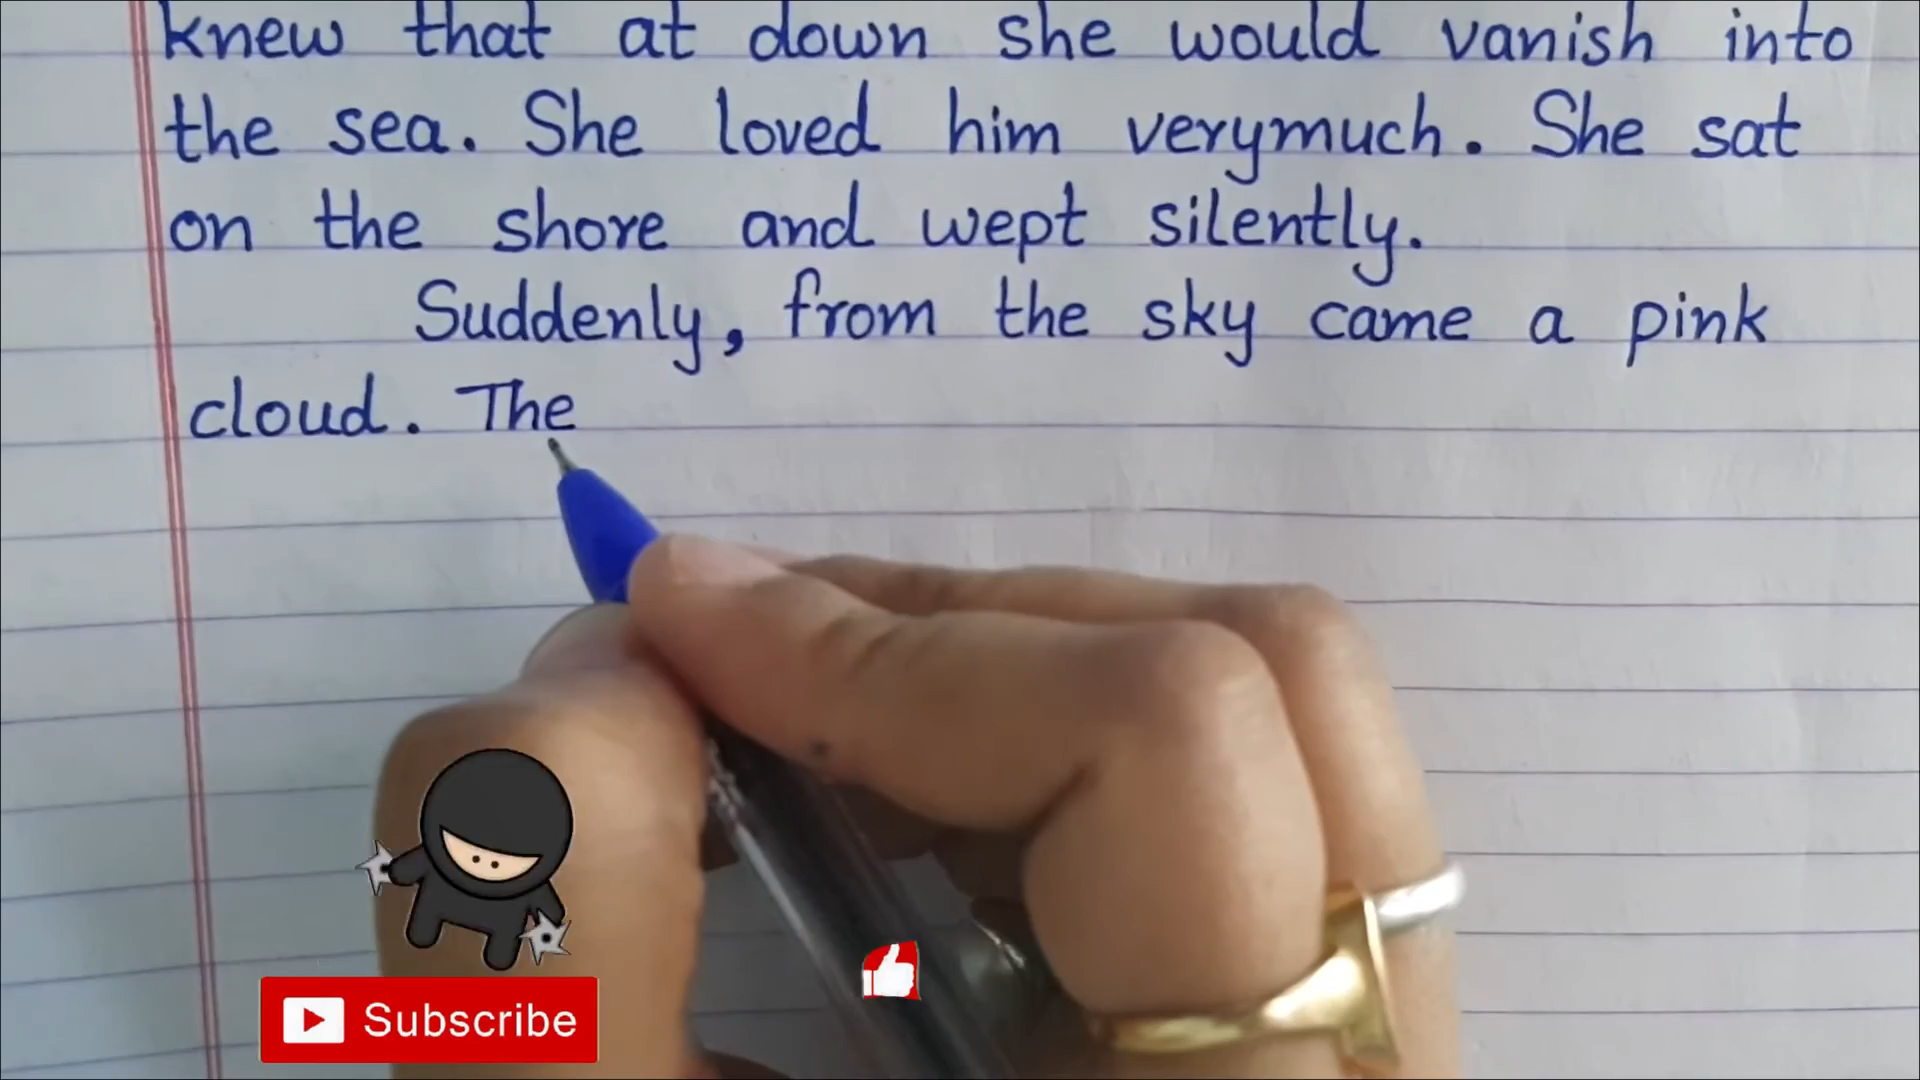 knew that at down she would vanish into
the sea. She loved him verymuch. She sat
on the shore and wept silently.
Suddenly, from the sky came a pink
cloud. The
Subscribe